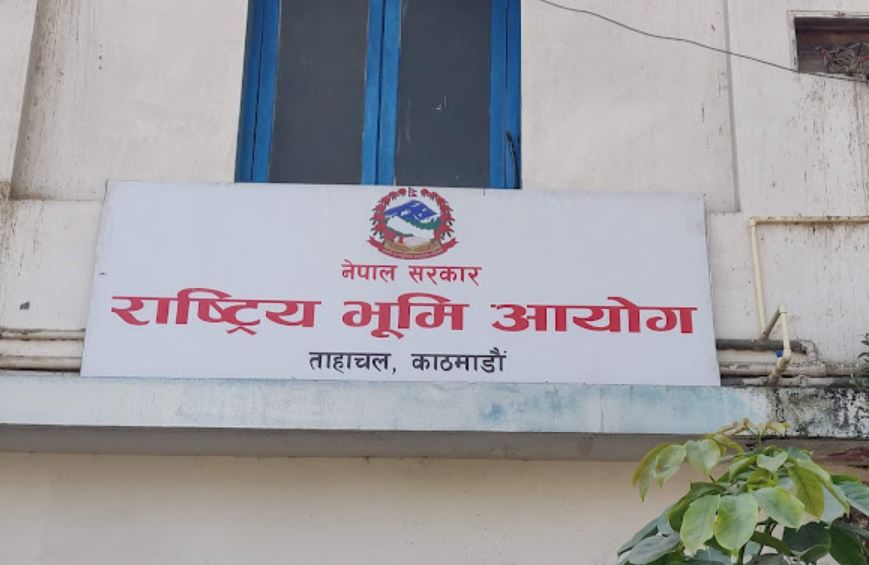 नेपाल सरकार
राष्ट्रिय भूमि आयोग
ताहाचल, काठमाडौं